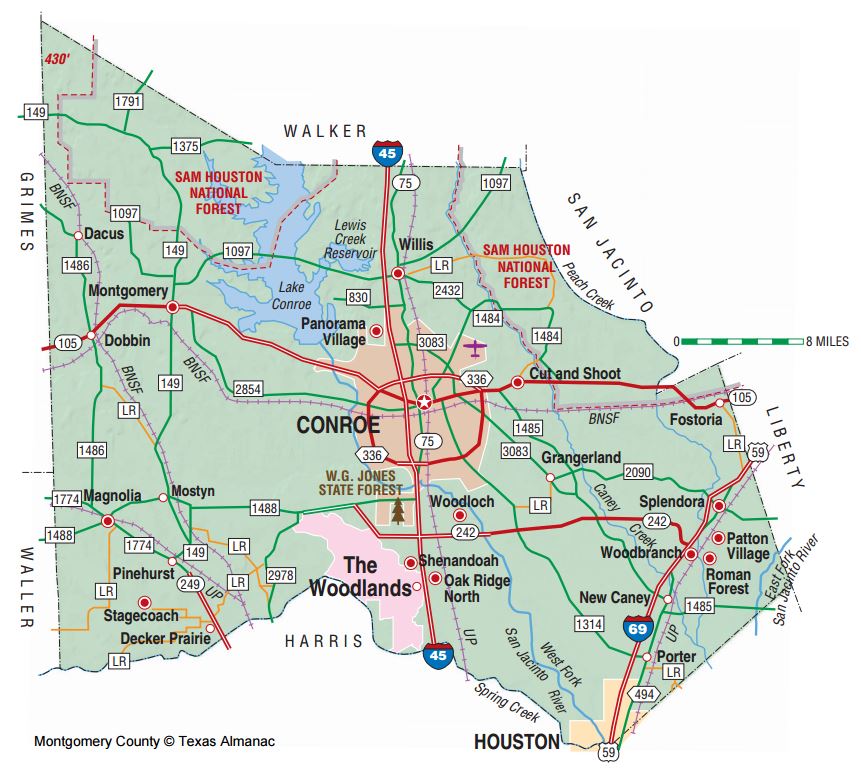 430'
149
1791
WALKER
45
1375
75
1097
SAM HOUSTON
NATIONAL
FOREST
GRIMES
BNSF
SAN JACINTO
1097
Dacus
149
1097
Lewis
Creek
Reservoir
Willis
SAM HOUSTON
NATIONAL
FOREST
Peach Creek
1486
LR
Montgomery
Lake
Conroe
830
2432
1484
1484
Panorama
Village
3083
0
8 MILES
105
Dobbin
BNSF
BNSF
149
2854
336
Cut and Shoot
105
LR
CONROE
BNSF
Fostoria
LIBERTY
75
1485
LR
59
1486
336
3083
Grangerland
2090
W.G. JONES
STATE FOREST
Caney
Creek
1774
Magnolia
Mostyn
1488
Woodloch
LR
Splendora
242
242
1488
1774
149
LR
The
Woodlands
Shenandoah
Woodbranch
Patton
Village
Pinehurst
2978
Oak Ridge
North
Roman
Forest
East Fork
San Jacinto River
WALLER
LR
249
UP
LR
New Caney
1485
Stagecoach
Decker Prairie
HARRIS
UP
San Jacinto
River
West Fork
1314
69
UP
LR
45
Porter
LR
Spring Creek
494
Montgomery County © Texas Almanac
HOUSTON
59